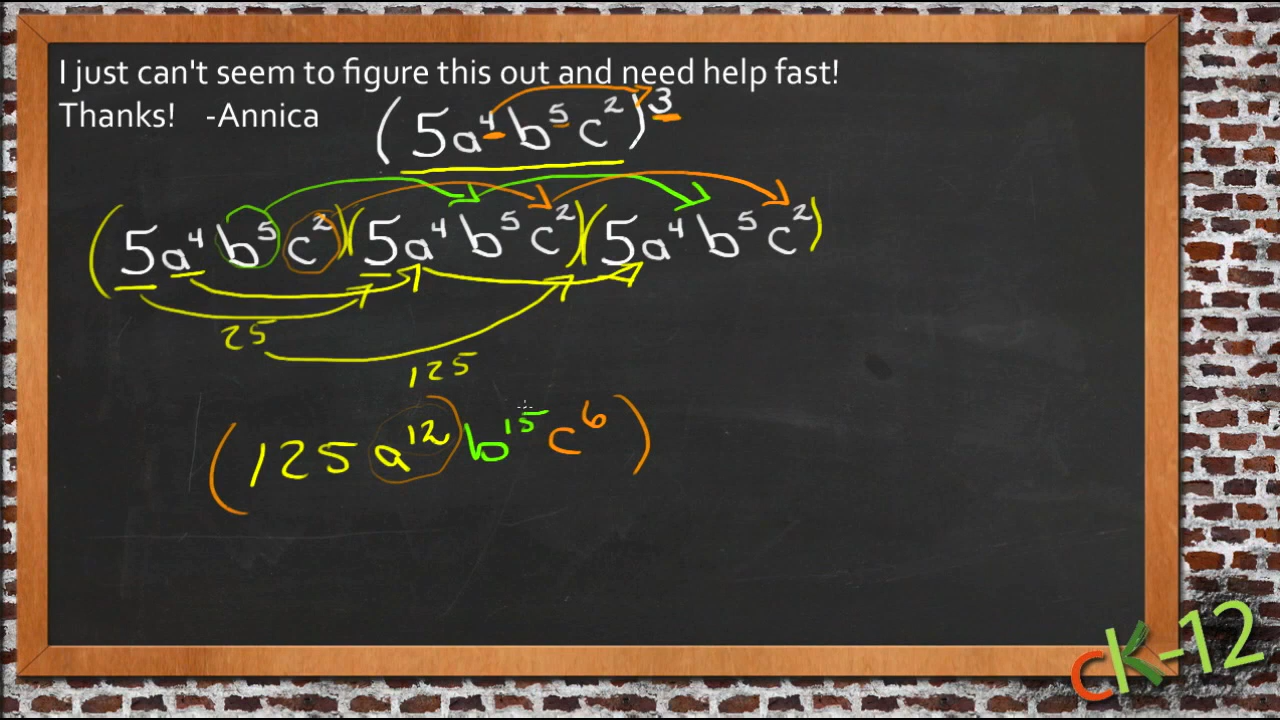 I just can't seem to figure this out and need help fast!
Thanks! -Annica
(5a⁴b⁵c²)³
(5a⁴b⁵c²)(5a⁴b⁵c²)(5a⁴b⁵c²)
25
125
(125a¹²b¹⁵c⁶)
cK-12